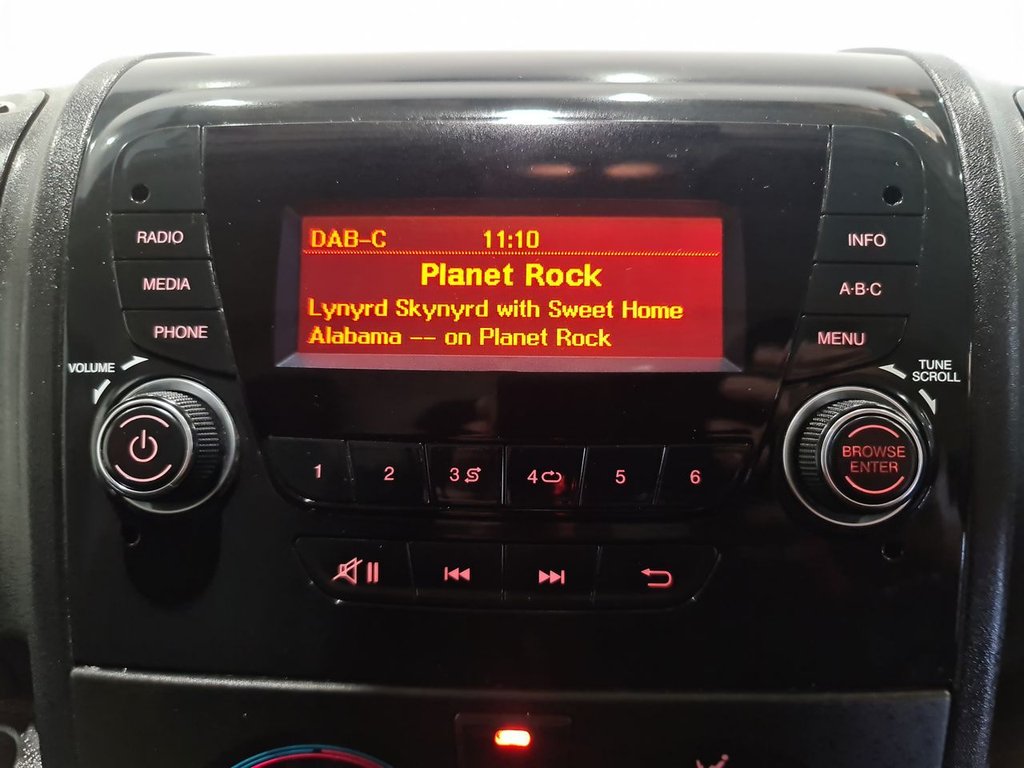 DAB-C 11:10
Planet Rock
Lynyrd Skynyrd with Sweet Home
Alabama -- on Planet Rock
RADIO
MEDIA
PHONE
VOLUME
INFO
A·B·C
MENU
TUNE
SCROLL
BROWSE
ENTER
1 2 3 4 5 6